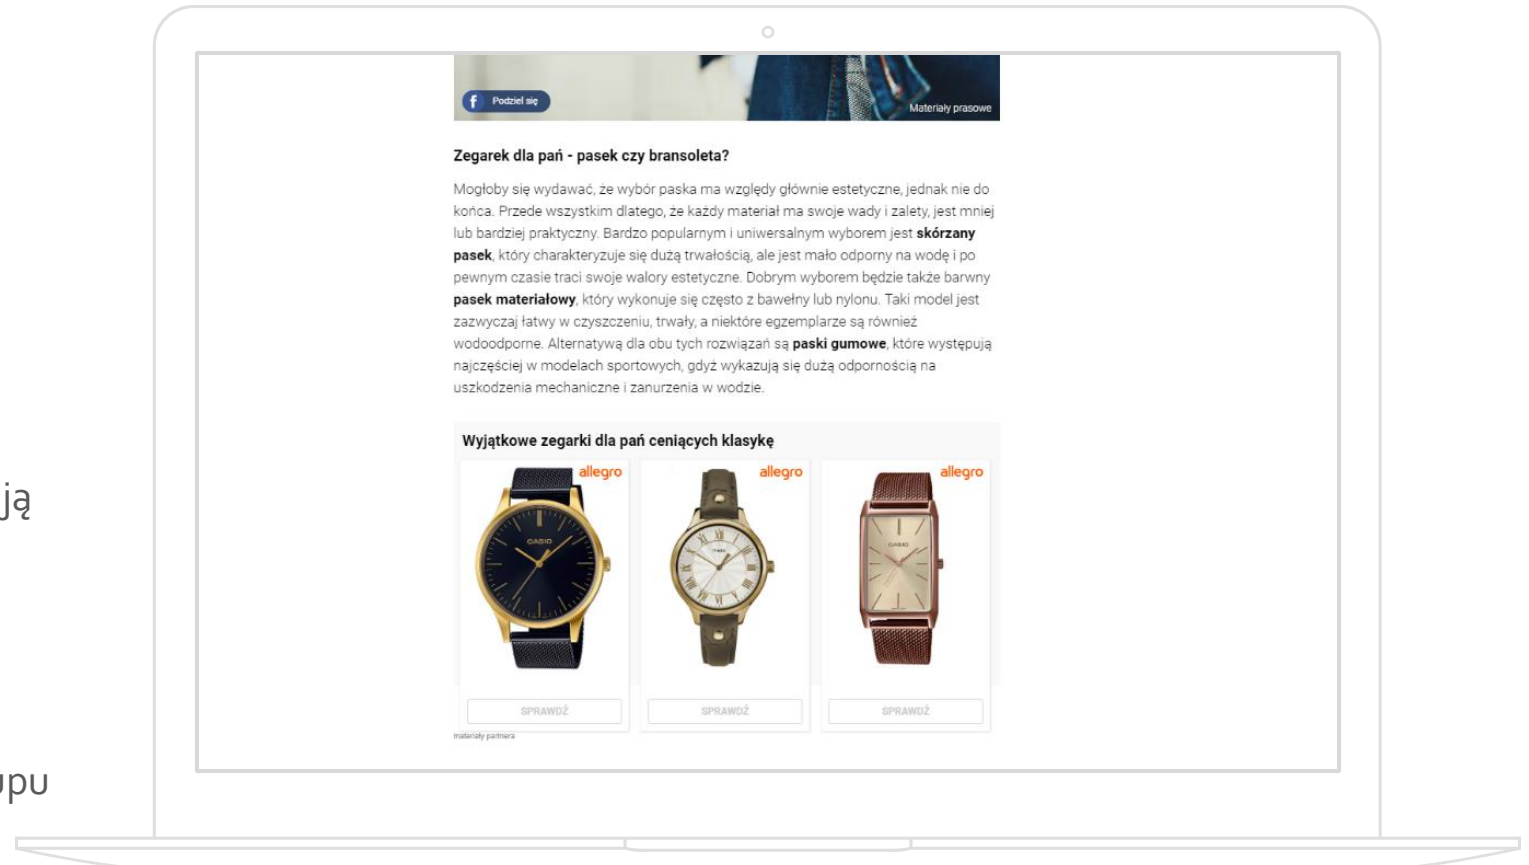 Podziel się
Materiały prasowe
Zegarek dla pań - pasek czy bransoleta?
Mogłoby się wydawać, że wybór paska ma względy głównie estetyczne, jednak nie do
końca. Przede wszystkim dlatego, że każdy materiał ma swoje wady i zalety, jest mniej
lub bardziej praktyczny. Bardzo popularnym i uniwersalnym wyborem jest skórzany
pasek, który charakteryzuje się dużą trwałością, ale jest mało odporny na wodę i po
pewnym czasie traci swoje walory estetyczne. Dobrym wyborem będzie także barwny
pasek materiałowy, który wykonuje się często z bawełny lub nylonu. Taki model jest
zazwyczaj łatwy w czyszczeniu, trwały, a niektóre egzemplarze są również
wodoodporne. Alternatywą dla obu tych rozwiązań są paski gumowe, które występują
najczęściej w modelach sportowych, gdyż wykazują się dużą odpornością na
uszkodzenia mechaniczne i zanurzenia w wodzie.
Wyjątkowe zegarki dla pań ceniących klasykę
allegro allegro allegro
ją
CASIO
CASIO
SPRAWDŹ SPRAWDŹ SPRAWDŹ
materiały partnera
upu